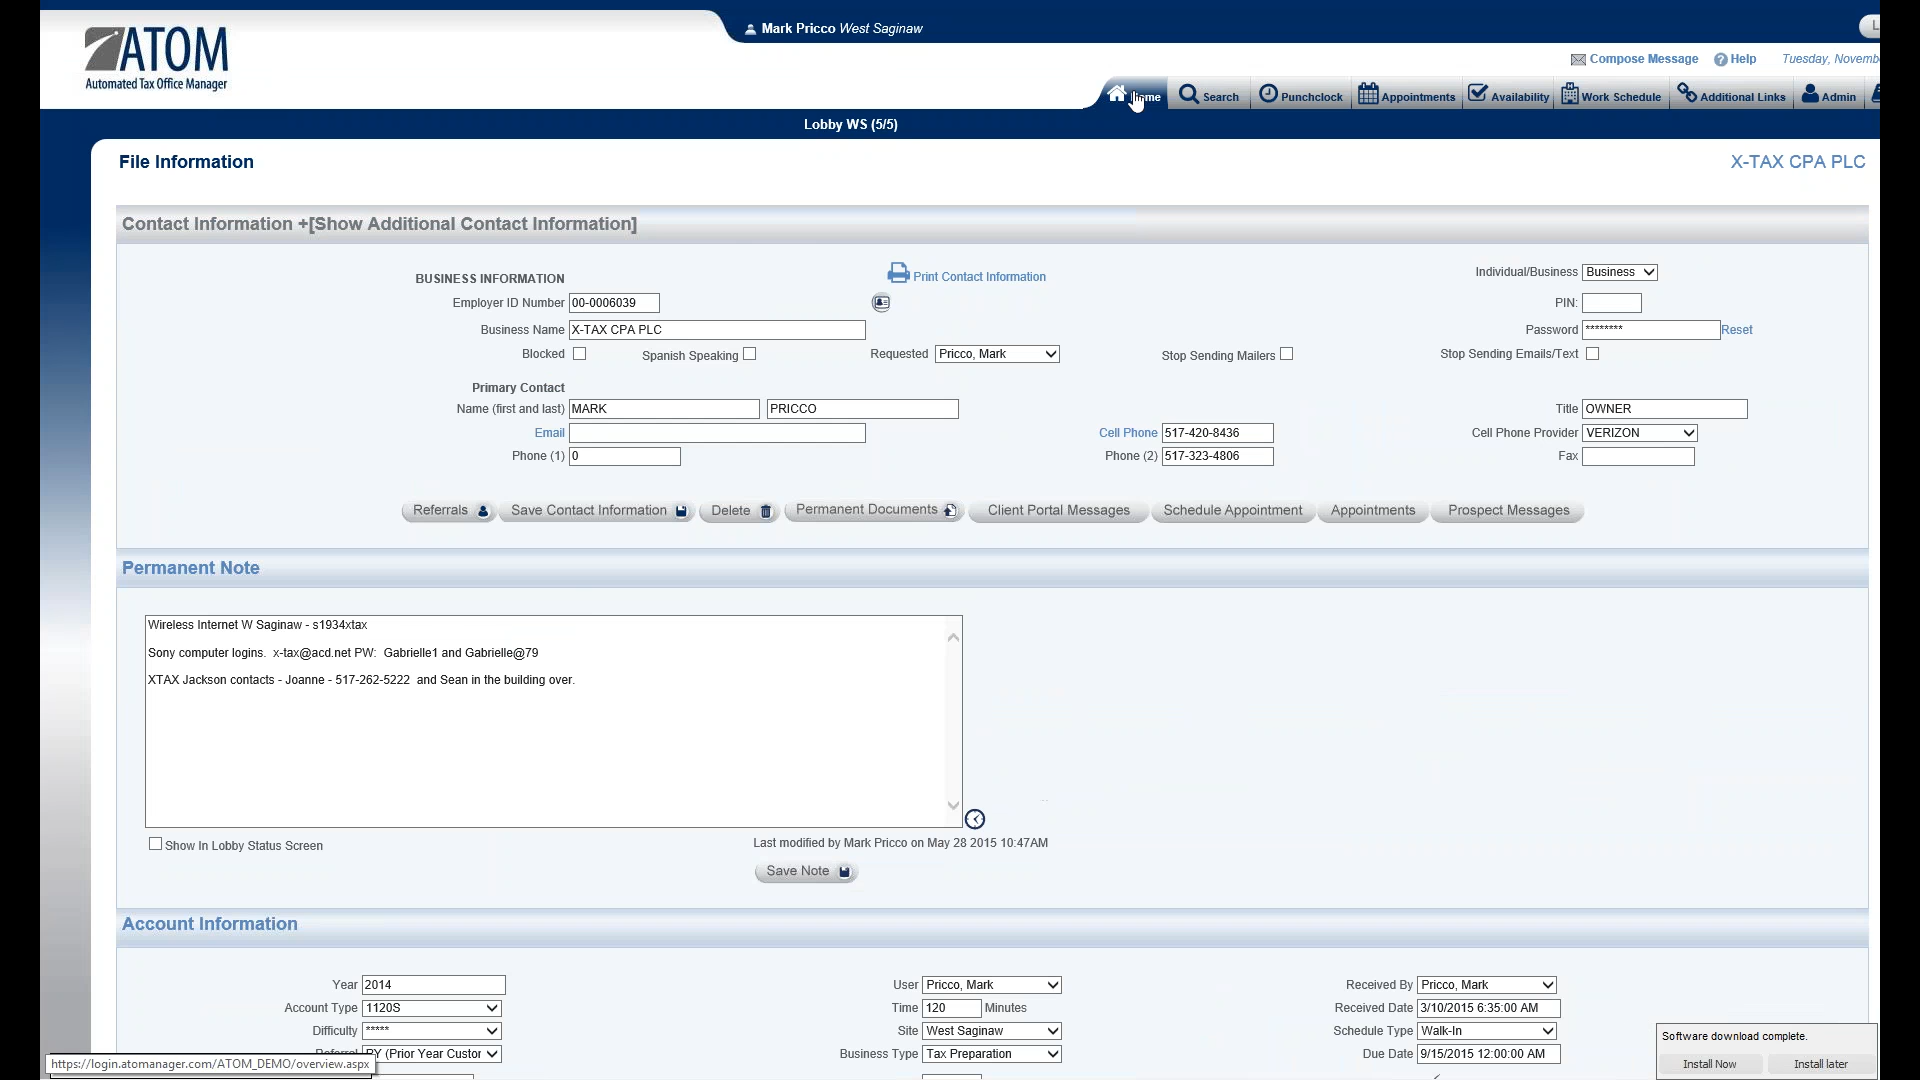 ATOM
Automated Tax Office Manager
Mark Pricco West Saginaw
Compose Message Help Tuesday,
Search Punchclock Appointments Availability Work Schedule Additional Links Admin
Lobby WS (5/5)
File Information X-TAX CPA PLC
Contact Information +[Show Additional Contact Information]
BUSINESS INFORMATION Print Contact Information Individual/Business Business
Employer ID Number 00-0006039 PIN:
Business Name X-TAX CPA PLC Password ******** Reset
Blocked Spanish Speaking Requested Pricco, Mark Stop Sending Mailers Stop Sending Emails/Text
Primary Contact
Name (first and last) MARK PRICCO Title OWNER
Email Cell Phone 517-420-8436 Cell Phone Provider VERIZON
Phone (1) 0 Phone (2) 517-323-4806 Fax
Referrals Save Contact Information Delete Permanent Documents Client Portal Messages Schedule Appointment Appointments Prospect Messages
Permanent Note
Wireless Internet W Saginaw - s1934xtax
Sony computer logins. x-tax@acd.net PW: Gabrielle1 and Gabrielle@79
XTAX Jackson contacts - Joanne - 517-262-5222 and Sean in the building over.
Show In Lobby Status Screen Last modified by Mark Pricco on May 28 2015 10:47AM
Save Note
Account Information
Year 2014 User Pricco, Mark Received By Pricco, Mark
Account Type 1120S Time 120 Minutes Received Date 3/10/2015 6:35:00 AM
Difficulty ***** Site West Saginaw Schedule Type Walk-In
Referral PY (Prior Year Custor Business Type Tax Preparation Due Date 9/15/2015 12:00:00 AM
https://login.atomanager.com/ATOM_DEMO/overview.aspx
Software download complete.
Install Now Install later